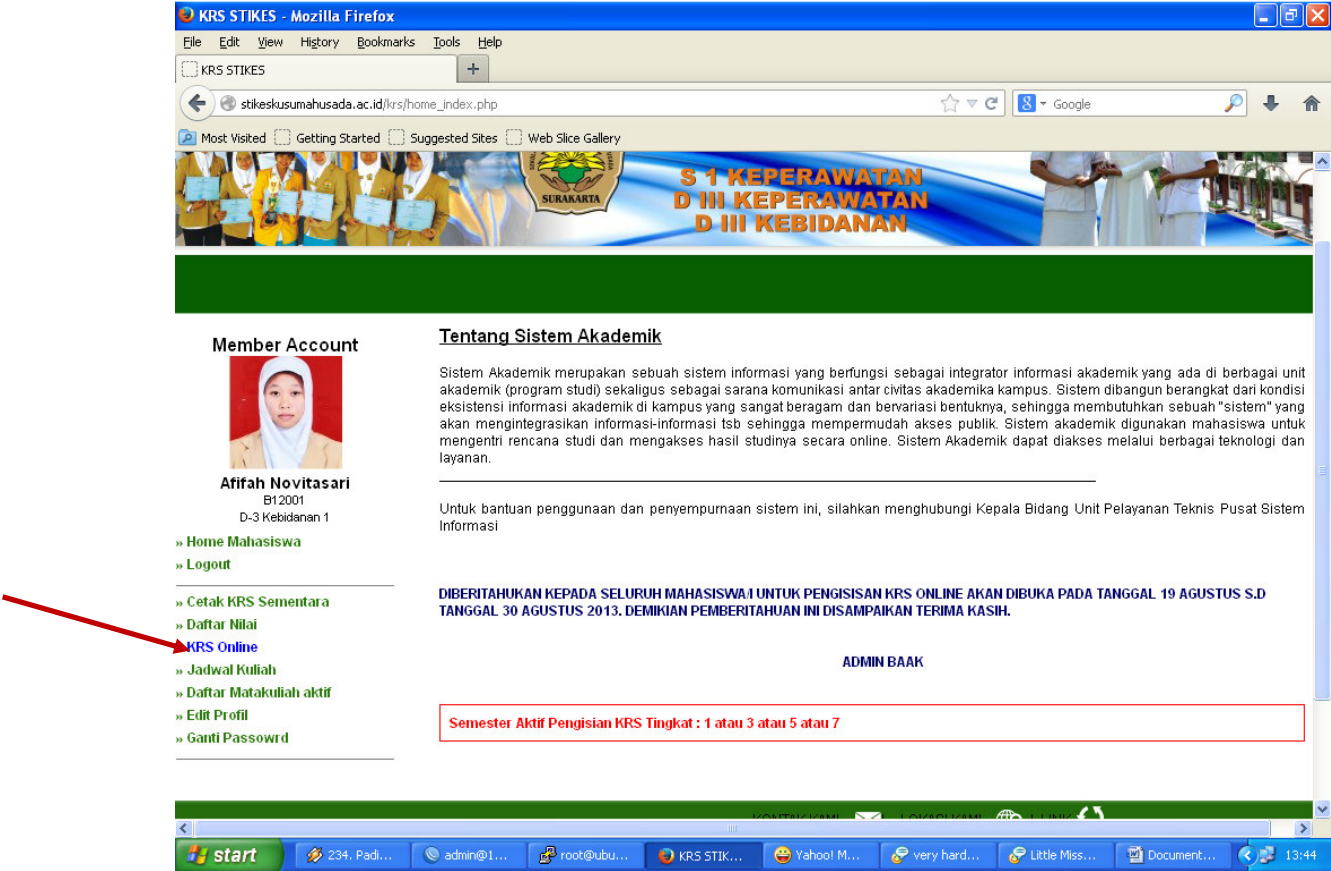 KRS STIKES - Mozilla Firefox
File Edit View History Bookmarks Tools Help
KRS STIKES
stikeskusumahusada.ac.id/krs/home_index.php
Google
Most Visited Getting Started Suggested Sites Web Slice Gallery
SURAKARTA
S 1 KEPERAWATAN
D III KEPERAWATAN
D III KEBIDANAN
Member Account
Afifah Novitasari
B12001
D-3 Kebidanan 1
» Home Mahasiswa
» Logout
» Cetak KRS Sementara
» Daftar Nilai
KRS Online
» Jadwal Kuliah
» Daftar Matakuliah aktif
» Edit Profil
» Ganti Passowrd
Tentang Sistem Akademik
Sistem Akademik merupakan sebuah sistem informasi yang berfungsi sebagai integrator informasi akademik yang ada di berbagai unit
akademik (program studi) sekaligus sebagai sarana komunikasi antar civitas akademika kampus. Sistem dibangun berangkat dari kondisi
eksistensi informasi akademik di kampus yang sangat beragam dan bervariasi bentuknya, sehingga membutuhkan sebuah "sistem" yang
akan mengintegrasikan informasi-informasi tsb sehingga mempermudah akses publik. Sistem akademik digunakan mahasiswa untuk
mengentri rencana studi dan mengakses hasil studinya secara online. Sistem Akademik dapat diakses melalui berbagai teknologi dan
layanan.
Untuk bantuan penggunaan dan penyempurnaan sistem ini, silahkan menghubungi Kepala Bidang Unit Pelayanan Teknis Pusat Sistem
Informasi
DIBERITAHUKAN KEPADA SELURUH MAHASISWA/I UNTUK PENGISISAN KRS ONLINE AKAN DIBUKA PADA TANGGAL 19 AGUSTUS S.D
TANGGAL 30 AGUSTUS 2013. DEMIKIAN PEMBERITAHUAN INI DISAMPAIKAN TERIMA KASIH.
ADMIN BAAK
Semester Aktif Pengisian KRS Tingkat : 1 atau 3 atau 5 atau 7
KONTAK KAMI LOKASI KAMI LINK
start 234. Padi... admin@1... root@ubu... KRS STIK... Yahoo! M... very hard... Little Miss... Document... 13:44